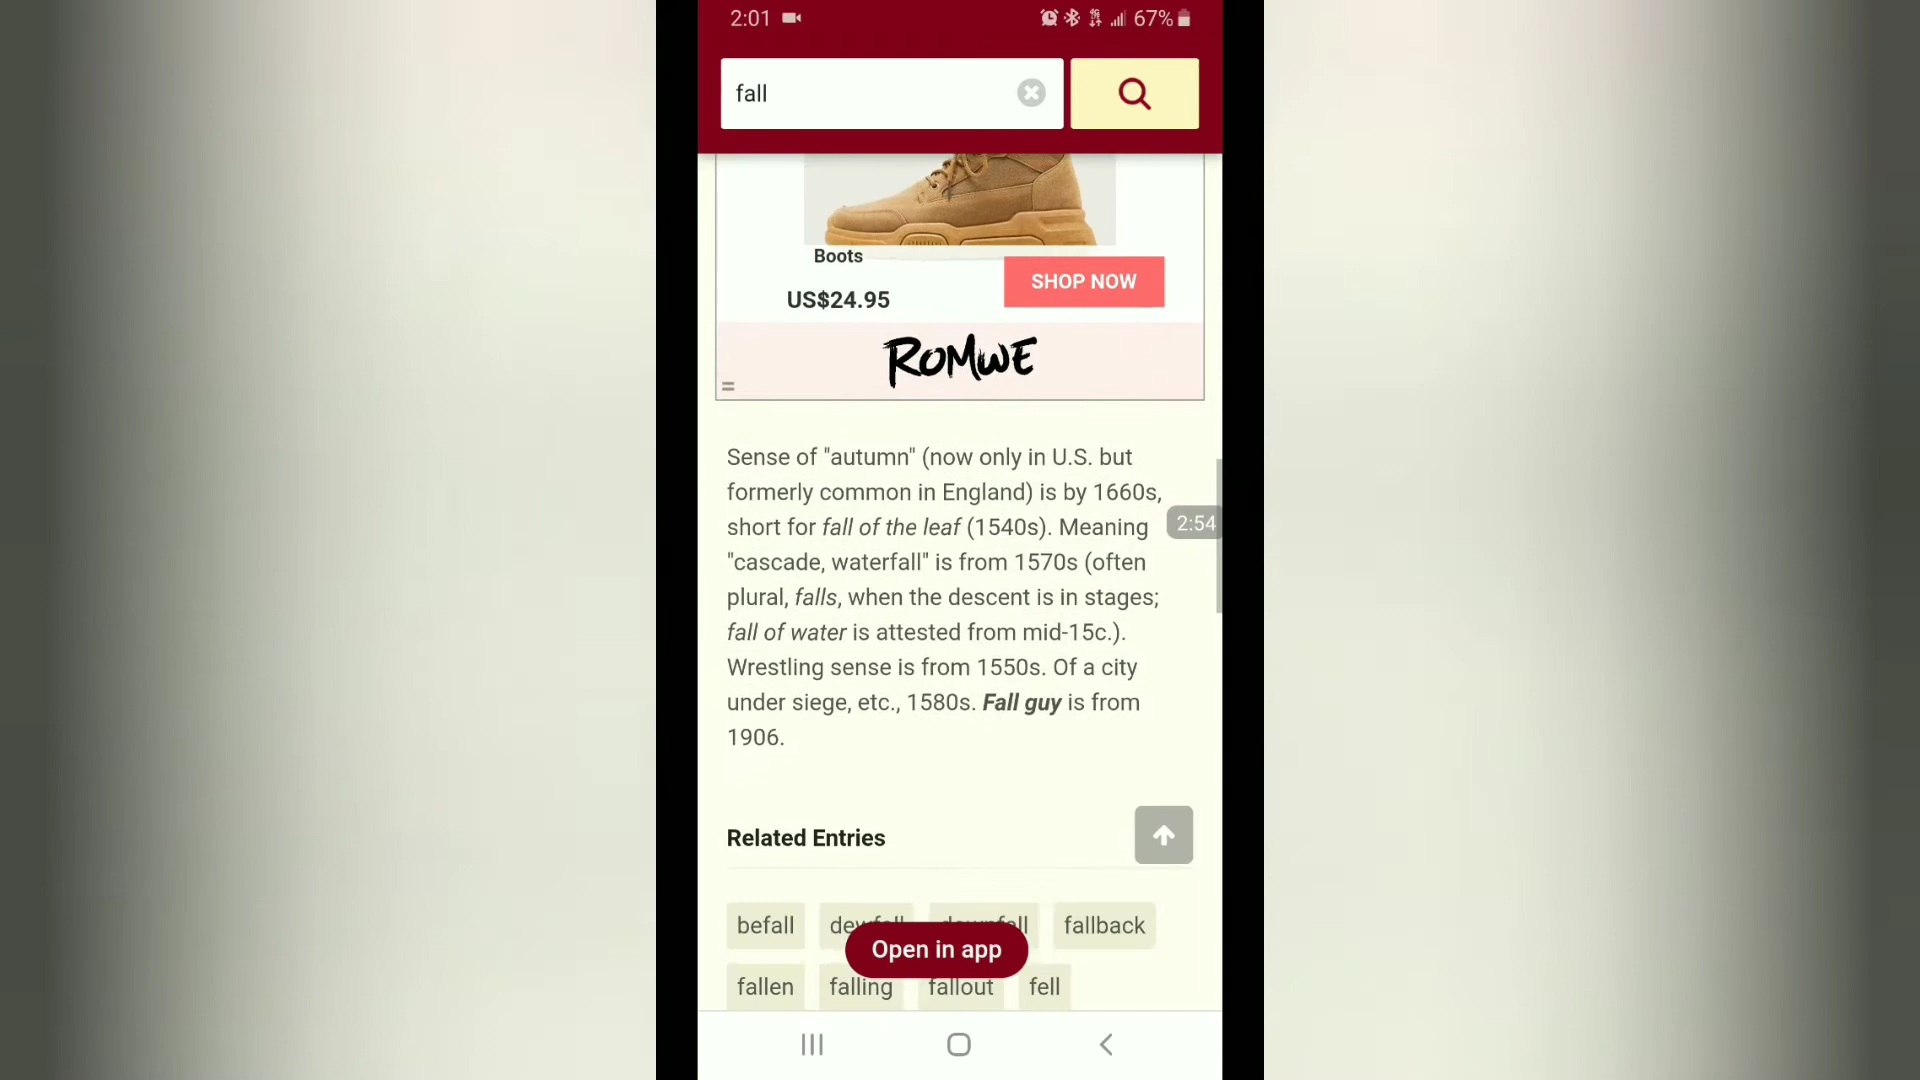 2:01 67%
fall
Boots
SHOP NOW
US$24.95
ROMWE
Sense of "autumn" (now only in U.S. but
formerly common in England) is by 1660s,
short for fall of the leaf (1540s). Meaning
2:54
"cascade, waterfall" is from 1570s (often
plural, falls, when the descent is in stages;
fall of water is attested from mid-15c.).
Wrestling sense is from 1550s. Of a city
under siege, etc., 1580s. Fall guy is from
1906.
Related Entries
befall dewfall downfall fallback
Open in app
fallen falling fallout fell